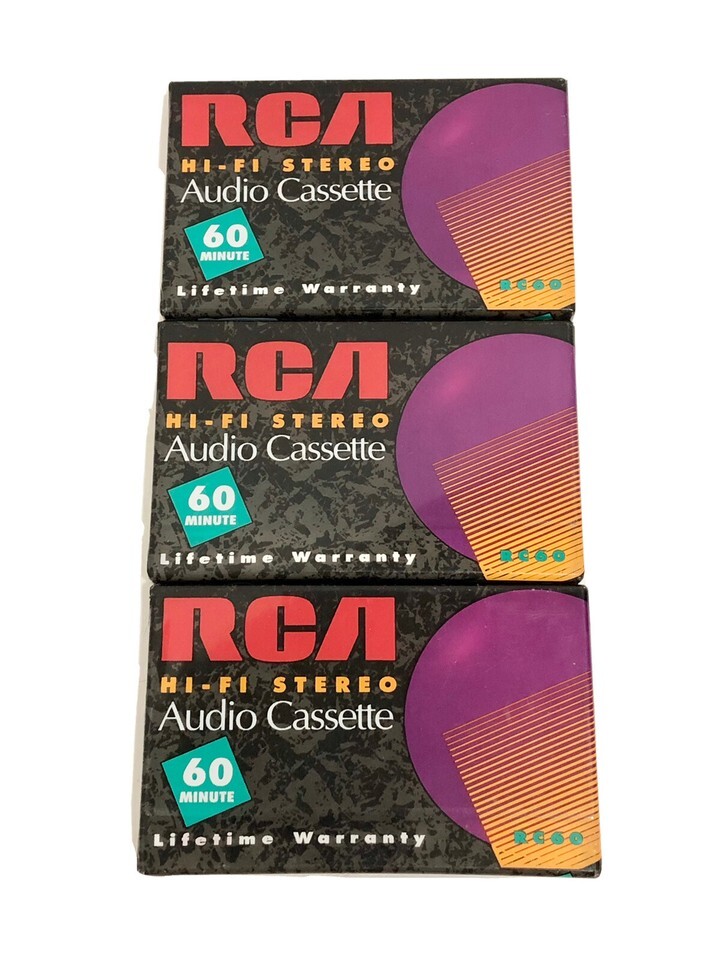 RCA
HI-FI STEREO
Audio Cassette
60
MINUTE
Lifetime Warranty RC60
RCA
HI-FI STEREO
Audio Cassette
60
MINUTE
Lifetime Warranty RC60
RCA
HI-FI STEREO
Audio Cassette
60
MINUTE
Lifetime Warranty RC60